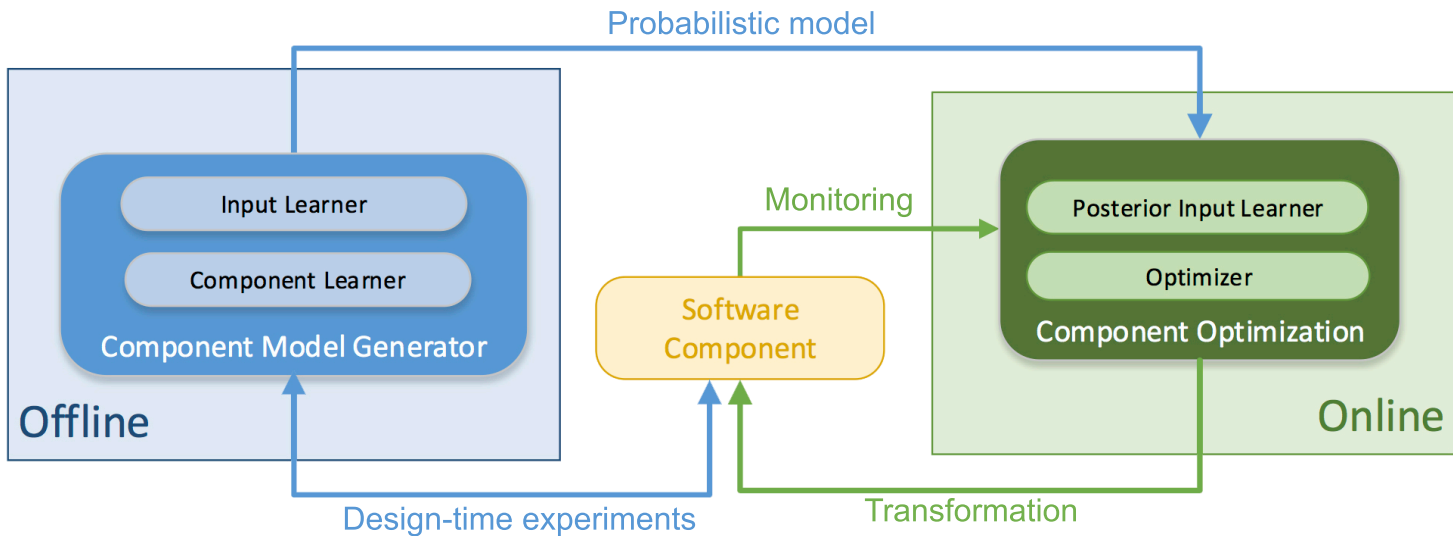 Probabilistic model
Input Learner
Component Learner
Component Model Generator
Offline
Design-time experiments
Monitoring
Software
Component
Posterior Input Learner
Optimizer
Component Optimization
Online
Transformation